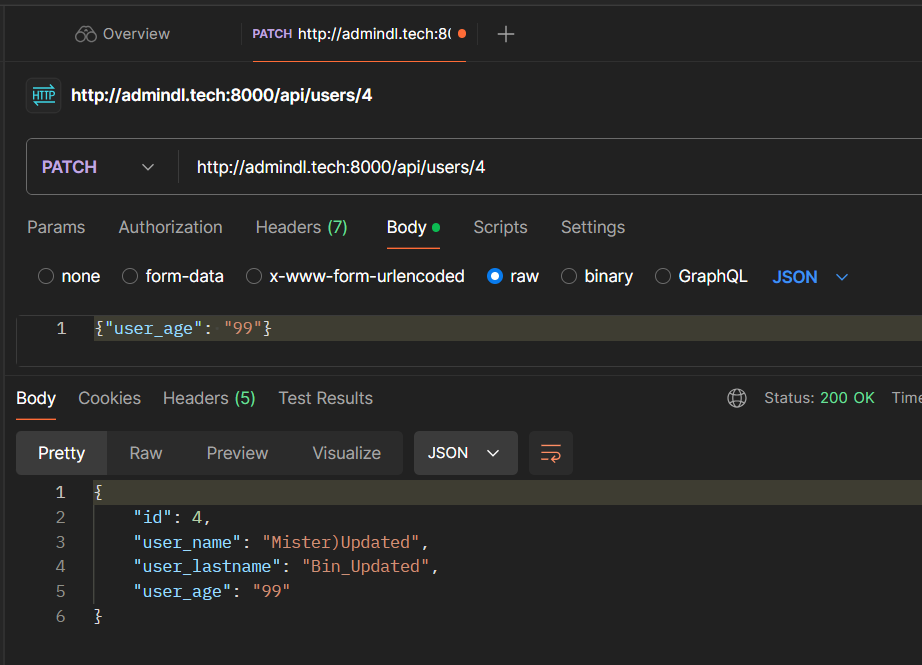 Overview PATCH http://admindl.tech:8(
HTTP http://admindl.tech:8000/api/users/4
PATCH http://admindl.tech:8000/api/users/4
Params Authorization Headers (7) Body Scripts Settings
none form-data x-www-form-urlencoded raw binary GraphQL JSON
1 {"user_age": "99"}
Body Cookies Headers (5) Test Results Status: 200 OK Time
Pretty Raw Preview Visualize JSON
1 {
2 "id": 4,
3 "user_name": "Mister)Updated",
4 "user_lastname": "Bin_Updated",
5 "user_age": "99"
6 }